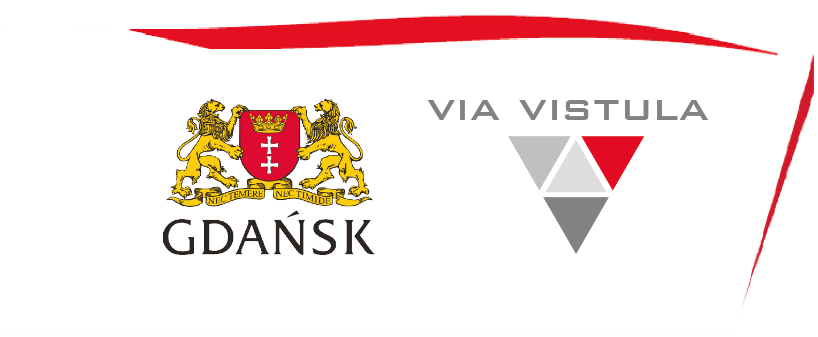 VIA VISTULA
NEC TEMERE NEC TIMIDE
GDAŃSK